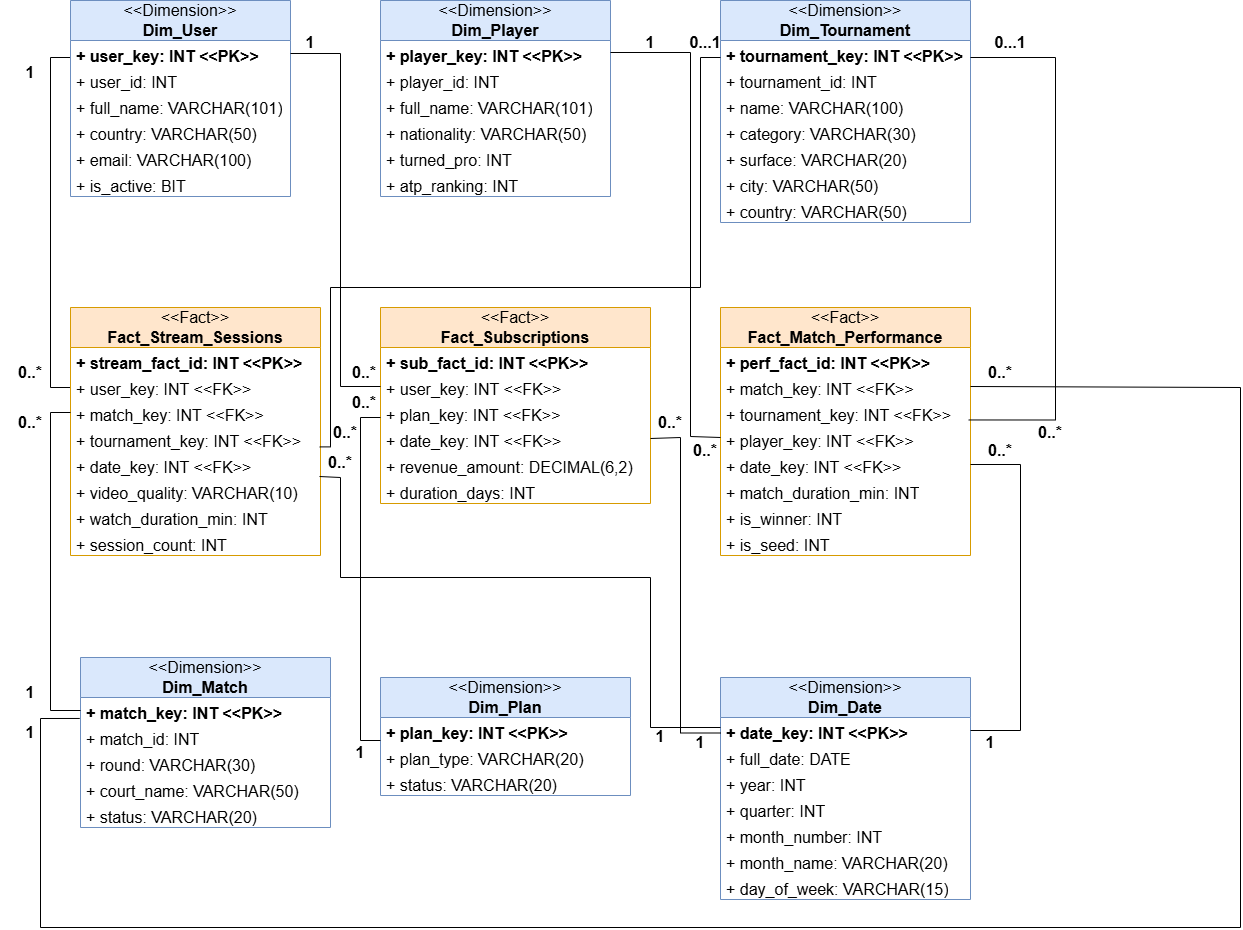 <<Dimension>>
Dim_User
+ user_key: INT <<PK>>
+ user_id: INT
+ full_name: VARCHAR(101)
+ country: VARCHAR(50)
+ email: VARCHAR(100)
+ is_active: BIT
<<Dimension>>
Dim_Player
+ player_key: INT <<PK>>
+ player_id: INT
+ full_name: VARCHAR(101)
+ nationality: VARCHAR(50)
+ turned_pro: INT
+ atp_ranking: INT
<<Dimension>>
Dim_Tournament
+ tournament_key: INT <<PK>>
+ tournament_id: INT
+ name: VARCHAR(100)
+ category: VARCHAR(30)
+ surface: VARCHAR(20)
+ city: VARCHAR(50)
+ country: VARCHAR(50)
1
1
1
0...1
0...1
<<Fact>>
Fact_Stream_Sessions
+ stream_fact_id: INT <<PK>>
+ user_key: INT <<FK>>
+ match_key: INT <<FK>>
+ tournament_key: INT <<FK>>
+ date_key: INT <<FK>>
+ video_quality: VARCHAR(10)
+ watch_duration_min: INT
+ session_count: INT
0..*
0..*
0..*
0..*
<<Fact>>
Fact_Subscriptions
+ sub_fact_id: INT <<PK>>
+ user_key: INT <<FK>>
+ plan_key: INT <<FK>>
+ date_key: INT <<FK>>
+ revenue_amount: DECIMAL(6,2)
+ duration_days: INT
0..*
0..*
0..*
<<Fact>>
Fact_Match_Performance
+ perf_fact_id: INT <<PK>>
+ match_key: INT <<FK>>
+ tournament_key: INT <<FK>>
+ player_key: INT <<FK>>
+ date_key: INT <<FK>>
+ match_duration_min: INT
+ is_winner: INT
+ is_seed: INT
0..*
0..*
0..*
0..*
<<Dimension>>
Dim_Match
+ match_key: INT <<PK>>
+ match_id: INT
+ round: VARCHAR(30)
+ court_name: VARCHAR(50)
+ status: VARCHAR(20)
1
1
<<Dimension>>
Dim_Plan
+ plan_key: INT <<PK>>
+ plan_type: VARCHAR(20)
+ status: VARCHAR(20)
1
<<Dimension>>
Dim_Date
+ date_key: INT <<PK>>
+ full_date: DATE
+ year: INT
+ quarter: INT
+ month_number: INT
+ month_name: VARCHAR(20)
+ day_of_week: VARCHAR(15)
1
1
1